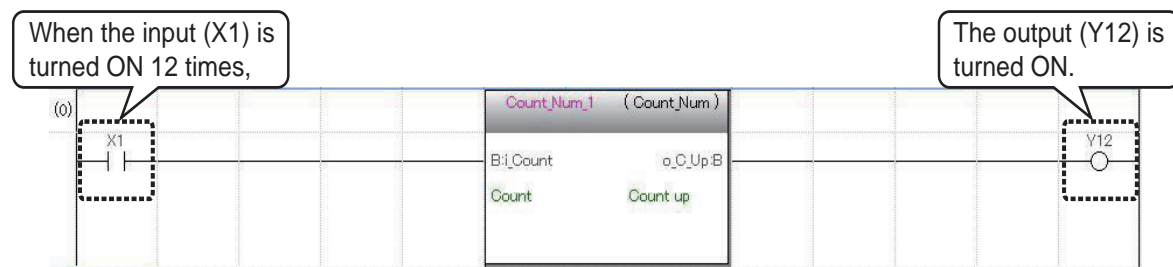 When the input (X1) is
turned ON 12 times,
The output (Y12) is
turned ON.
(0)
Count_Num_1 (Count_Num)
X1
Y12
B:i_Count o_C_Up:B
Count Count up